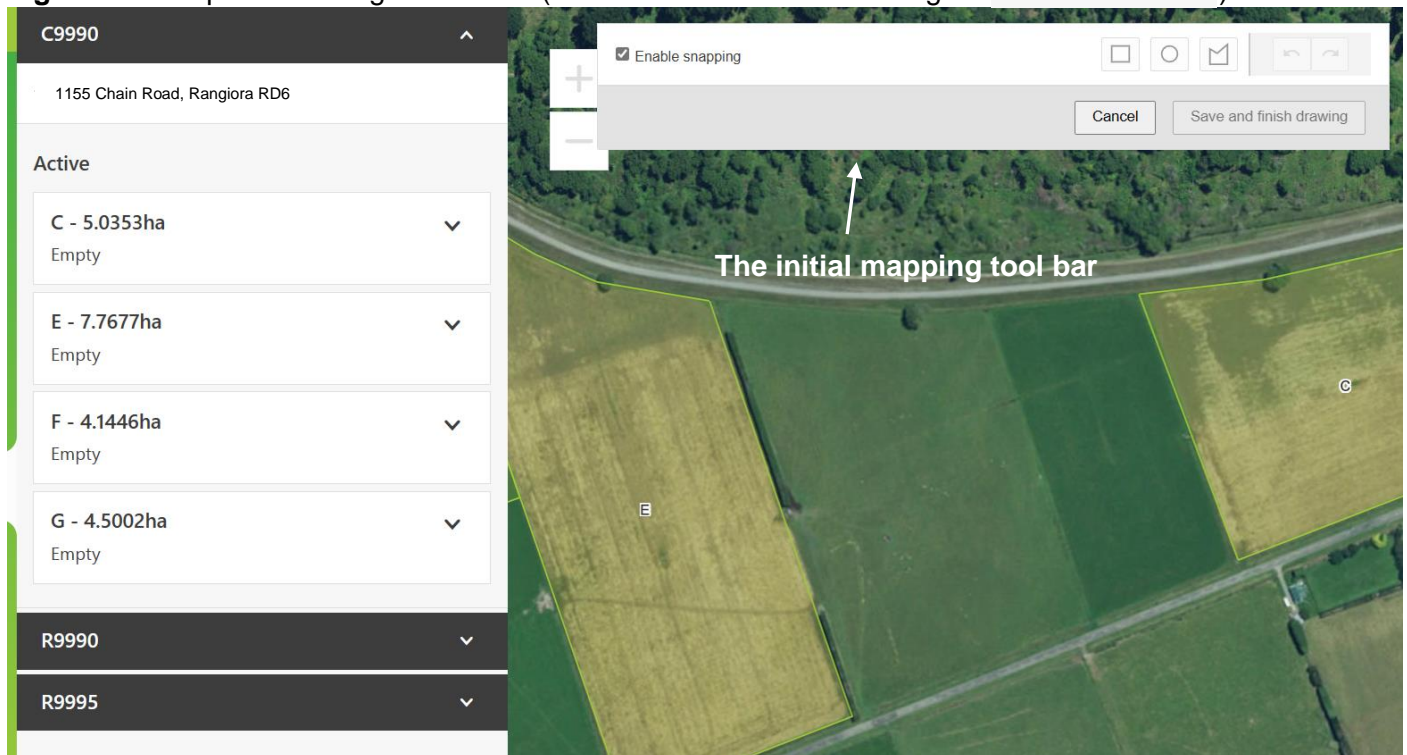 C9990
1155 Chain Road, Rangiora RD6
Active
C - 5.0353ha
Empty
E - 7.7677ha
Empty
F - 4.1446ha
Empty
G - 4.5002ha
Empty
R9990
R9995
Enable snapping
Cancel
Save and finish drawing
The initial mapping tool bar
C
E